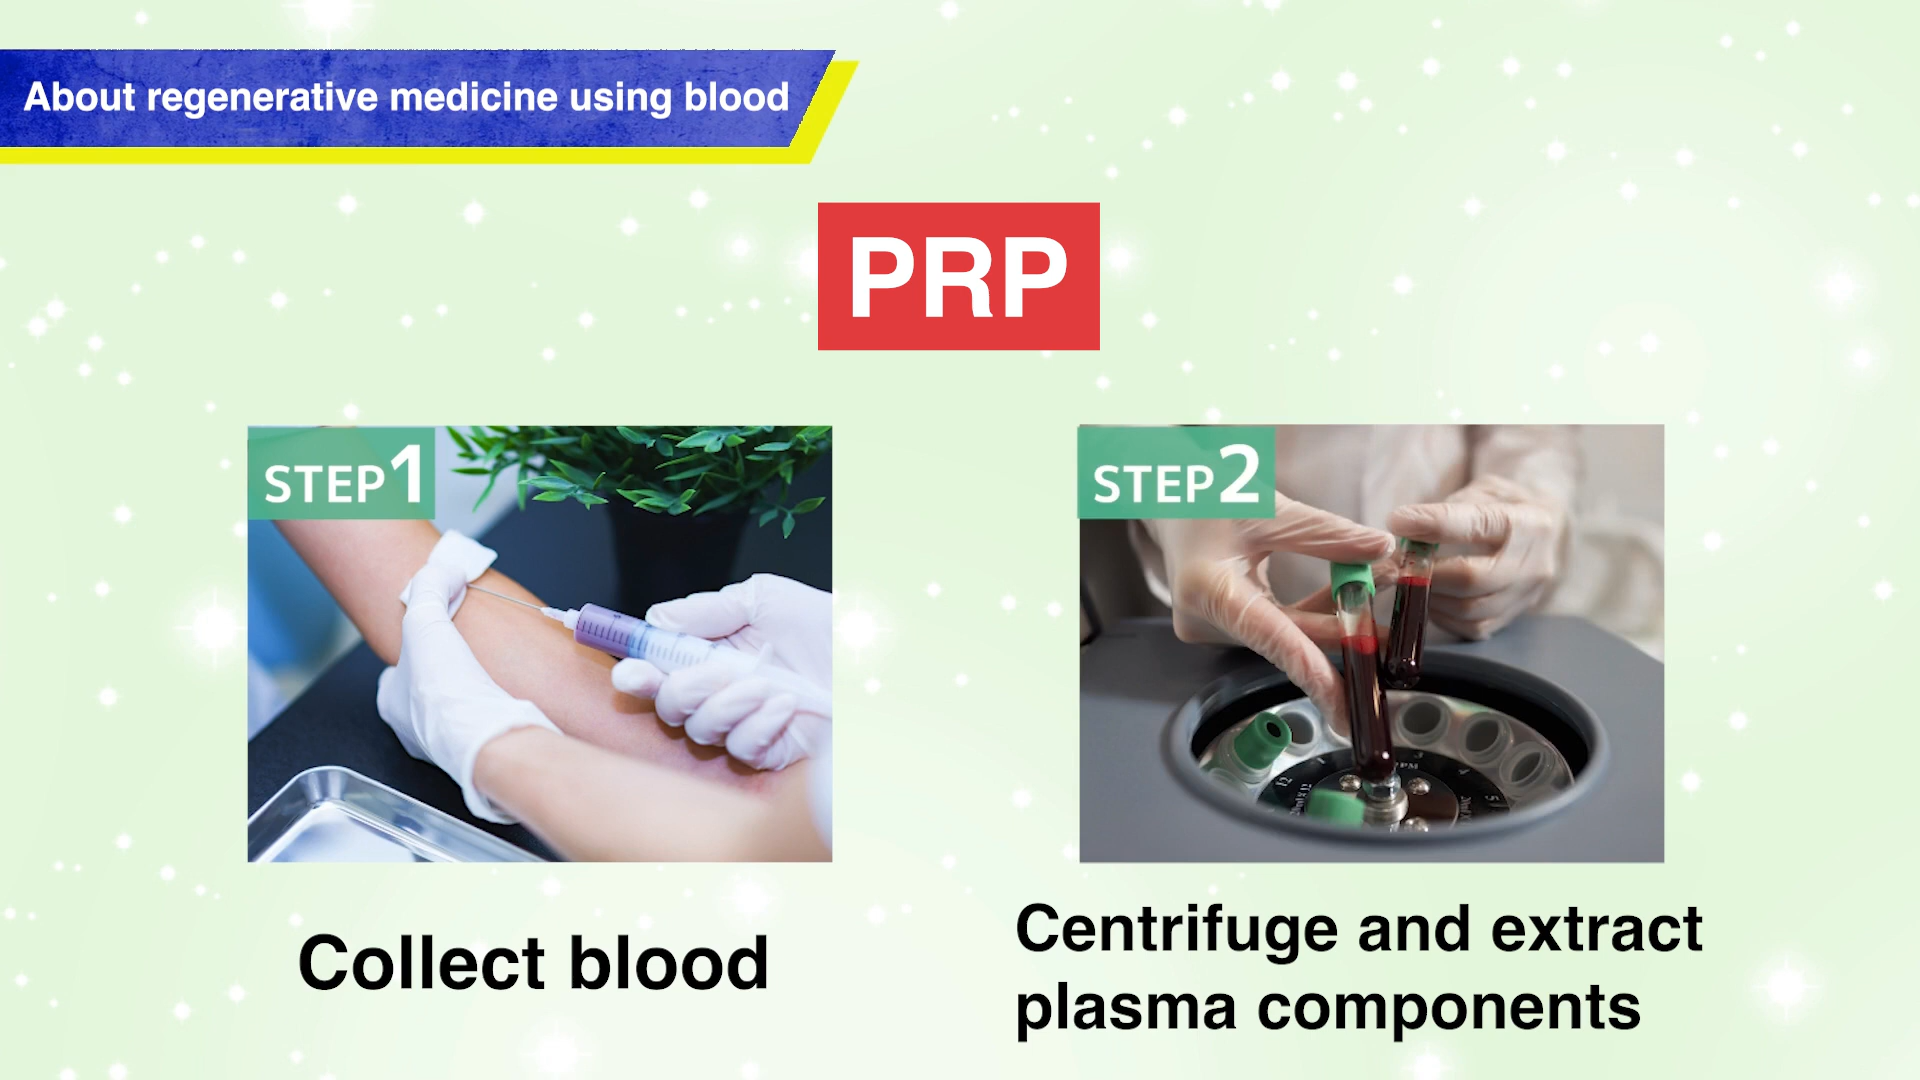 About regenerative medicine using blood
PRP
STEP1
STEP2
Collect blood
Centrifuge and extract
plasma components